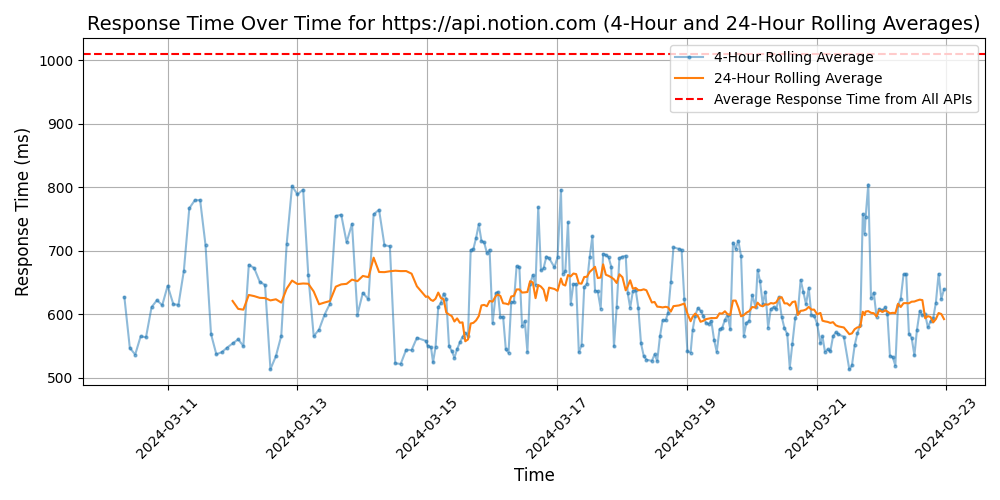 Response Time Over Time for https://api.notion.com (4-Hour and 24-Hour Rolling Averages)
4-Hour Rolling Average
24-Hour Rolling Average
Average Response Time from All APIs
Response Time (ms)
1000
900
800
700
600
500
2024-03-11
2024-03-13
2024-03-15
2024-03-17
2024-03-19
2024-03-21
2024-03-23
Time